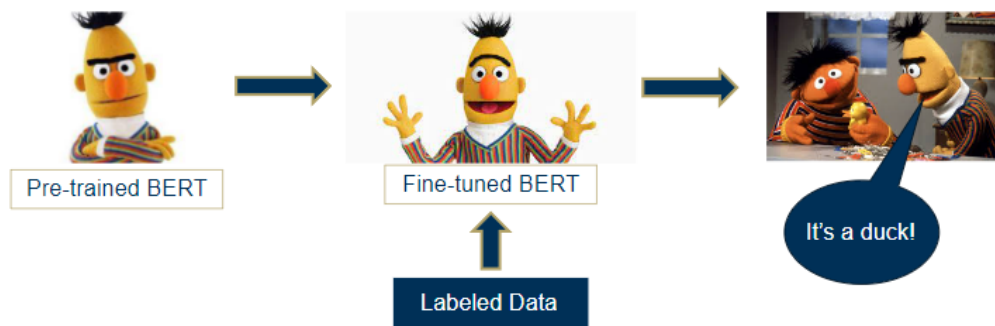 Pre-trained BERT
Fine-tuned BERT
It's a duck!
Labeled Data